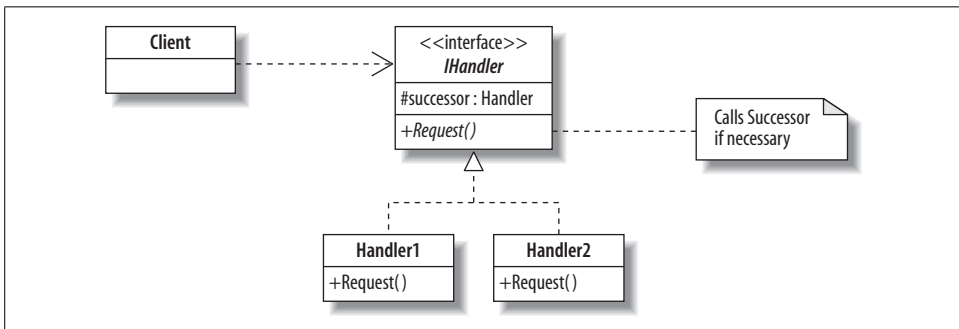 Client
<<interface>>
IHandler
#successor : Handler
+Request()
Calls Successor
if necessary
Handler1
+Request()
Handler2
+Request()